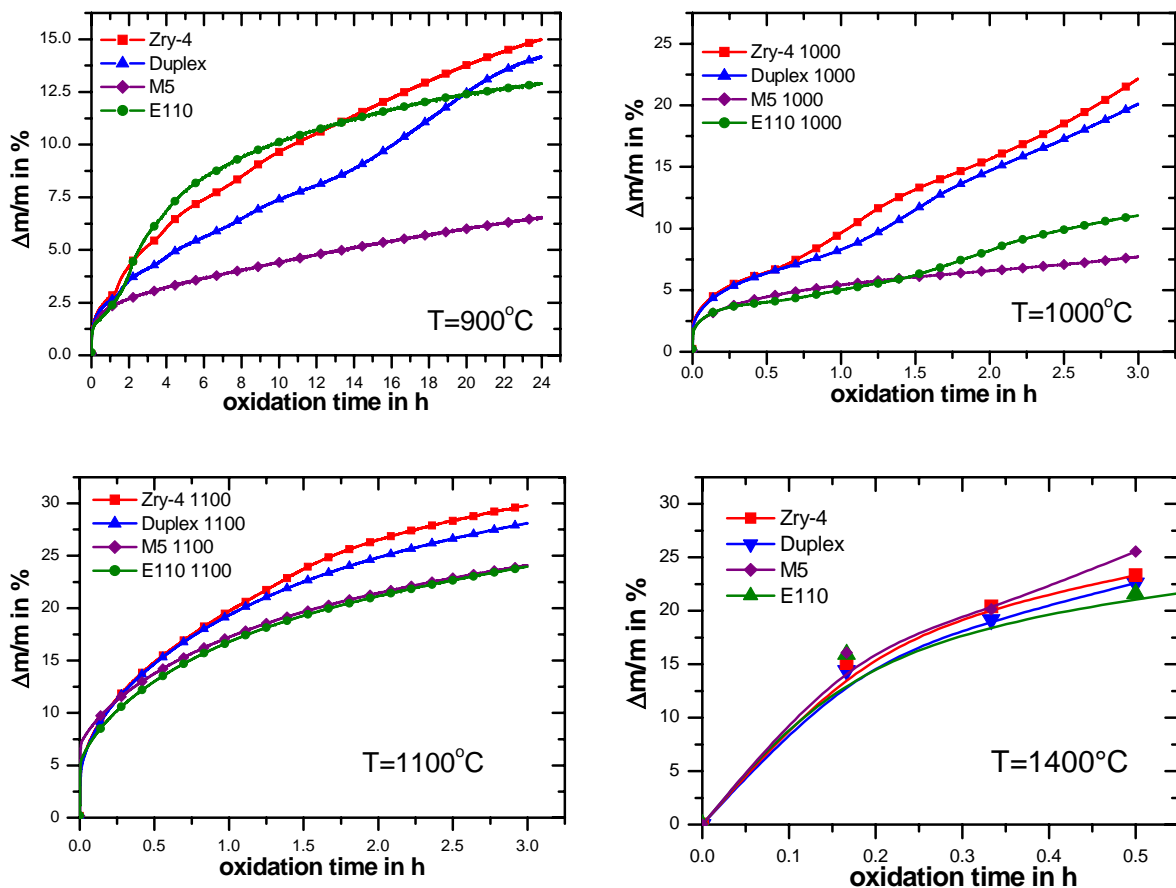 15.0
12.5
10.0
7.5
5.0
2.5
0.0
Δm/m in %
Zry-4
Duplex
M5
E110
T=900°C
0 2 4 6 8 10 12 14 16 18 20 22 24
oxidation time in h
25
20
15
10
5
0
Δm/m in %
Zry-4 1000
Duplex 1000
M5 1000
E110 1000
T=1000°C
0.0 0.5 1.0 1.5 2.0 2.5 3.0
oxidation time in h
30
25
20
15
10
5
0
Δm/m in %
Zry-4 1100
Duplex 1100
M5 1100
E110 1100
T=1100°C
0.0 0.5 1.0 1.5 2.0 2.5 3.0
oxidation time in h
30
25
20
15
10
5
0
Δm/m in %
Zry-4
Duplex
M5
E110
T=1400°C
0.0 0.1 0.2 0.3 0.4 0.5
oxidation time in h